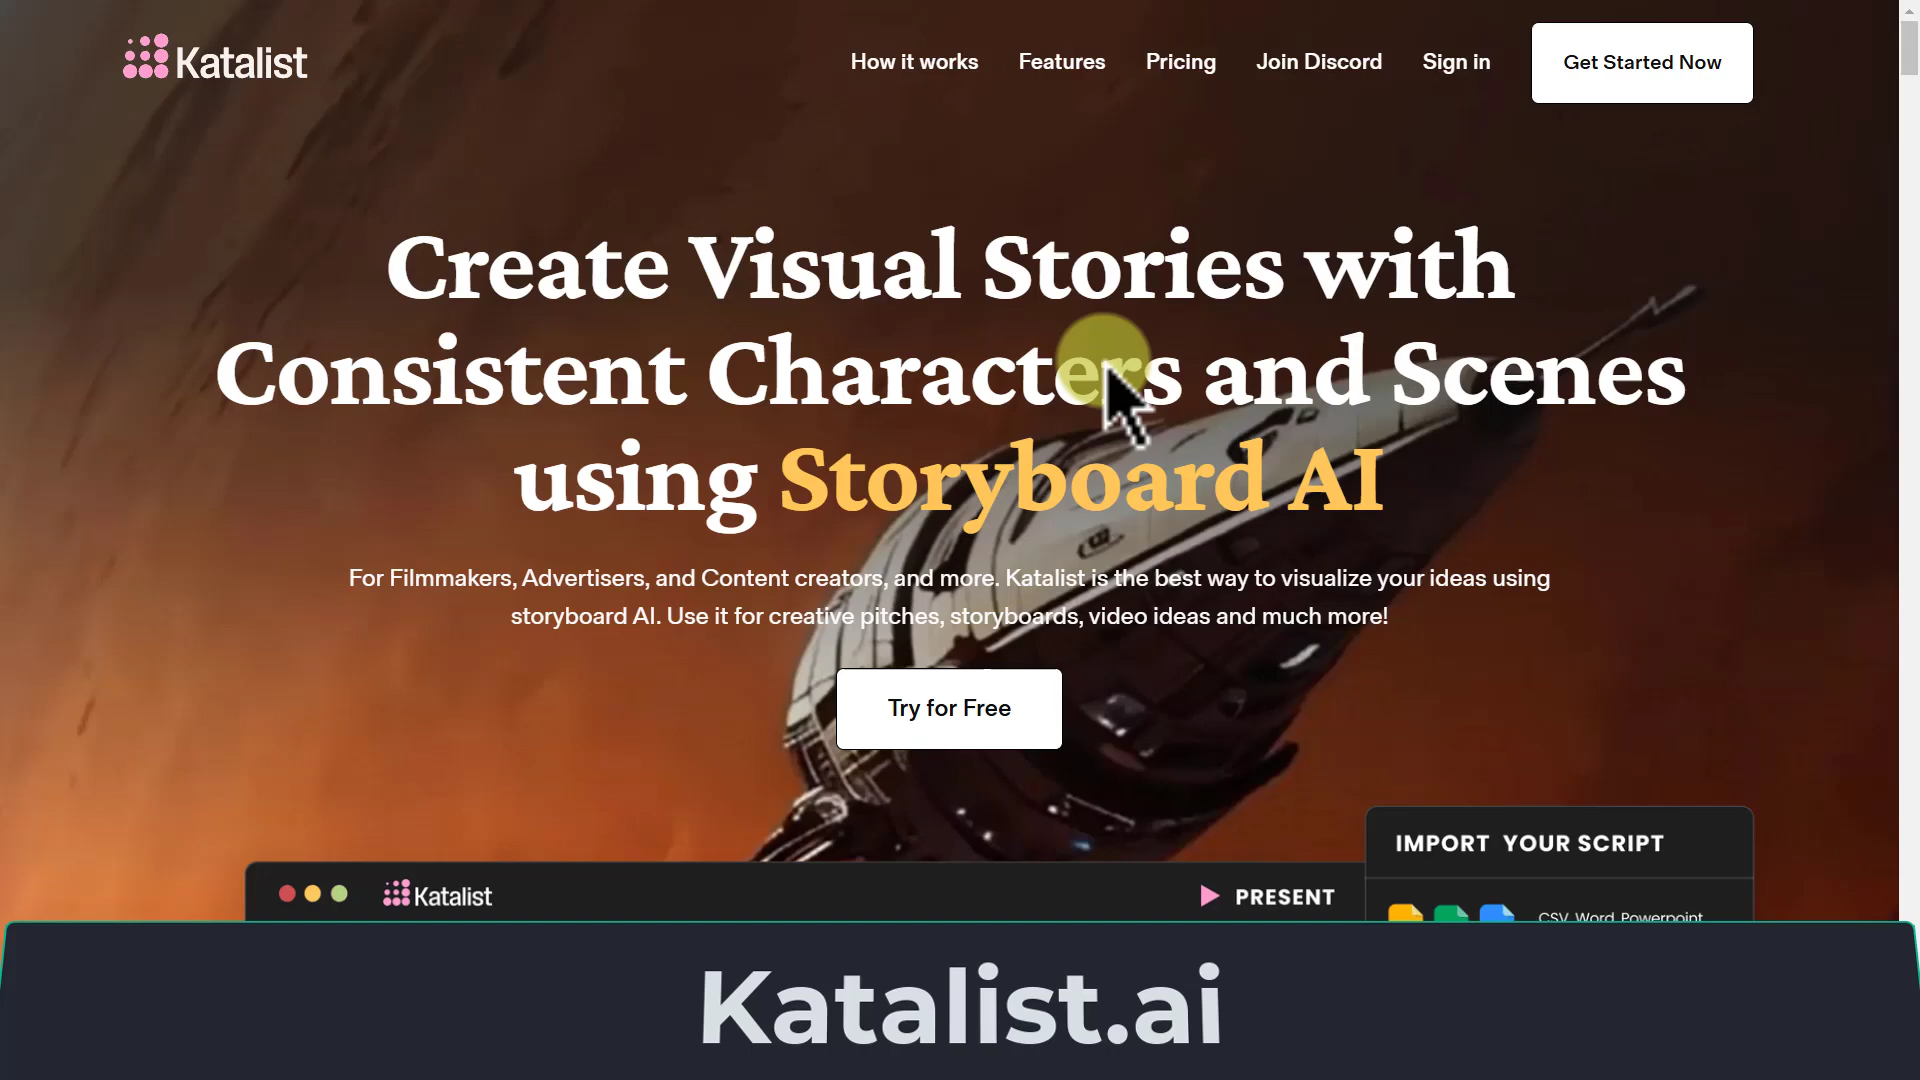 Katalist
How it works
Features
Pricing
Join Discord
Sign in
Get Started Now
Create Visual Stories with
Consistent Characters and Scenes
using Storyboard AI
For Filmmakers, Advertisers, and Content creators, and more. Katalist is the best way to visualize your ideas using
storyboard AI. Use it for creative pitches, storyboards, video ideas and much more!
Try for Free
IMPORT YOUR SCRIPT
Katalist
PRESENT
CSV, Word, Powerpoint
Katalist.ai